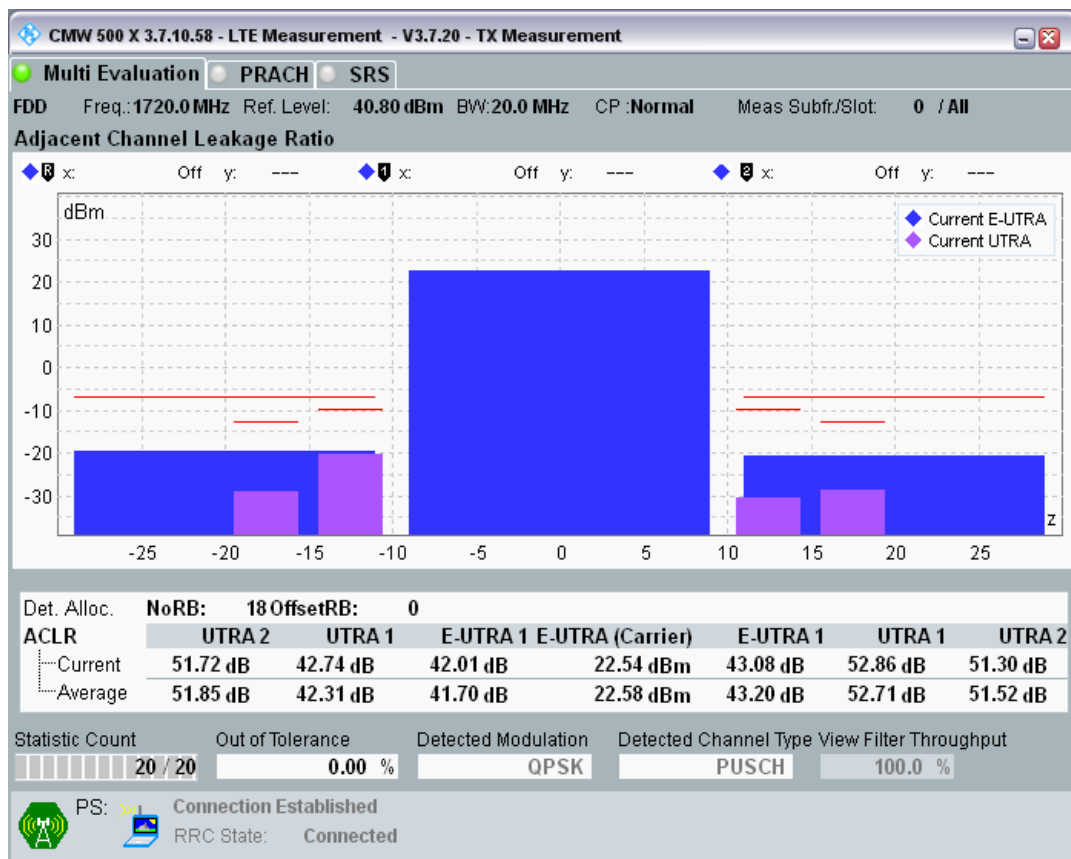 CMW 500 X 3.7.10.58 - LTE Measurement - V3.7.20 - TX Measurement
Multi Evaluation PRACH SRS
FDD Freq.:1720.0 MHz Ref. Level: 40.80 dBm BW:20.0 MHz CP :Normal Meas Subfr./Slot: 0 / All
Adjacent Channel Leakage Ratio
R x: Off y: --- 1 x: Off y: --- 2 x: Off y: ---
dBm
Current E-UTRA
Current UTRA
30
20
10
0
-10
-20
-30
z
-25 -20 -15 -10 -5 0 5 10 15 20 25
Det. Alloc. NoRB: 18 OffsetRB: 0
ACLR UTRA 2 UTRA 1 E-UTRA 1 E-UTRA (Carrier) E-UTRA 1 UTRA 1 UTRA 2
Current 51.72 dB 42.74 dB 42.01 dB 22.54 dBm 43.08 dB 52.86 dB 51.30 dB
Average 51.85 dB 42.31 dB 41.70 dB 22.58 dBm 43.20 dB 52.71 dB 51.52 dB
Statistic Count Out of Tolerance Detected Modulation Detected Channel Type View Filter Throughput
20 / 20 0.00 % QPSK PUSCH 100.0 %
PS: Connection Established
RRC State: Connected